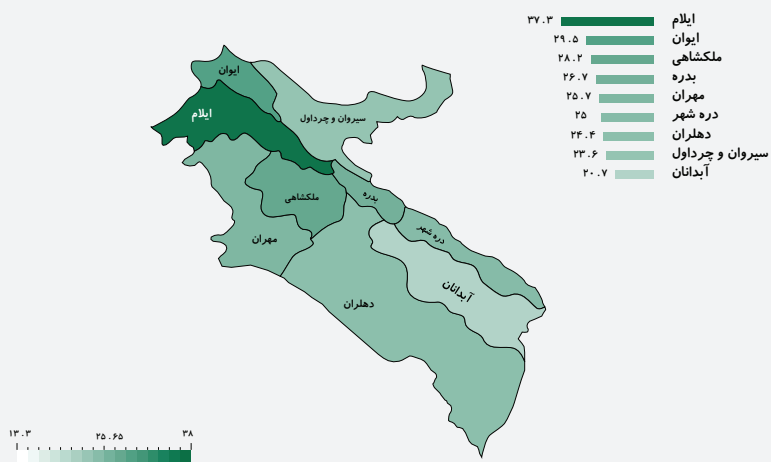 ایلام ۳۷.۳
ایوان ۲۹.۵
ملکشاهی ۲۸.۲
بدره ۲۶.۷
مهران ۲۵.۷
دره شهر ۲۵
دهلران ۲۴.۴
سیروان و چرداول ۲۳.۶
آبدانان ۲۰.۷
ایوان
ایلام
سیروان و چرداول
ملکشاهی
بدره
مهران
دره شهر
دهلران
آبدانان
۱۳.۳ ۲۵.۶۵ ۳۸